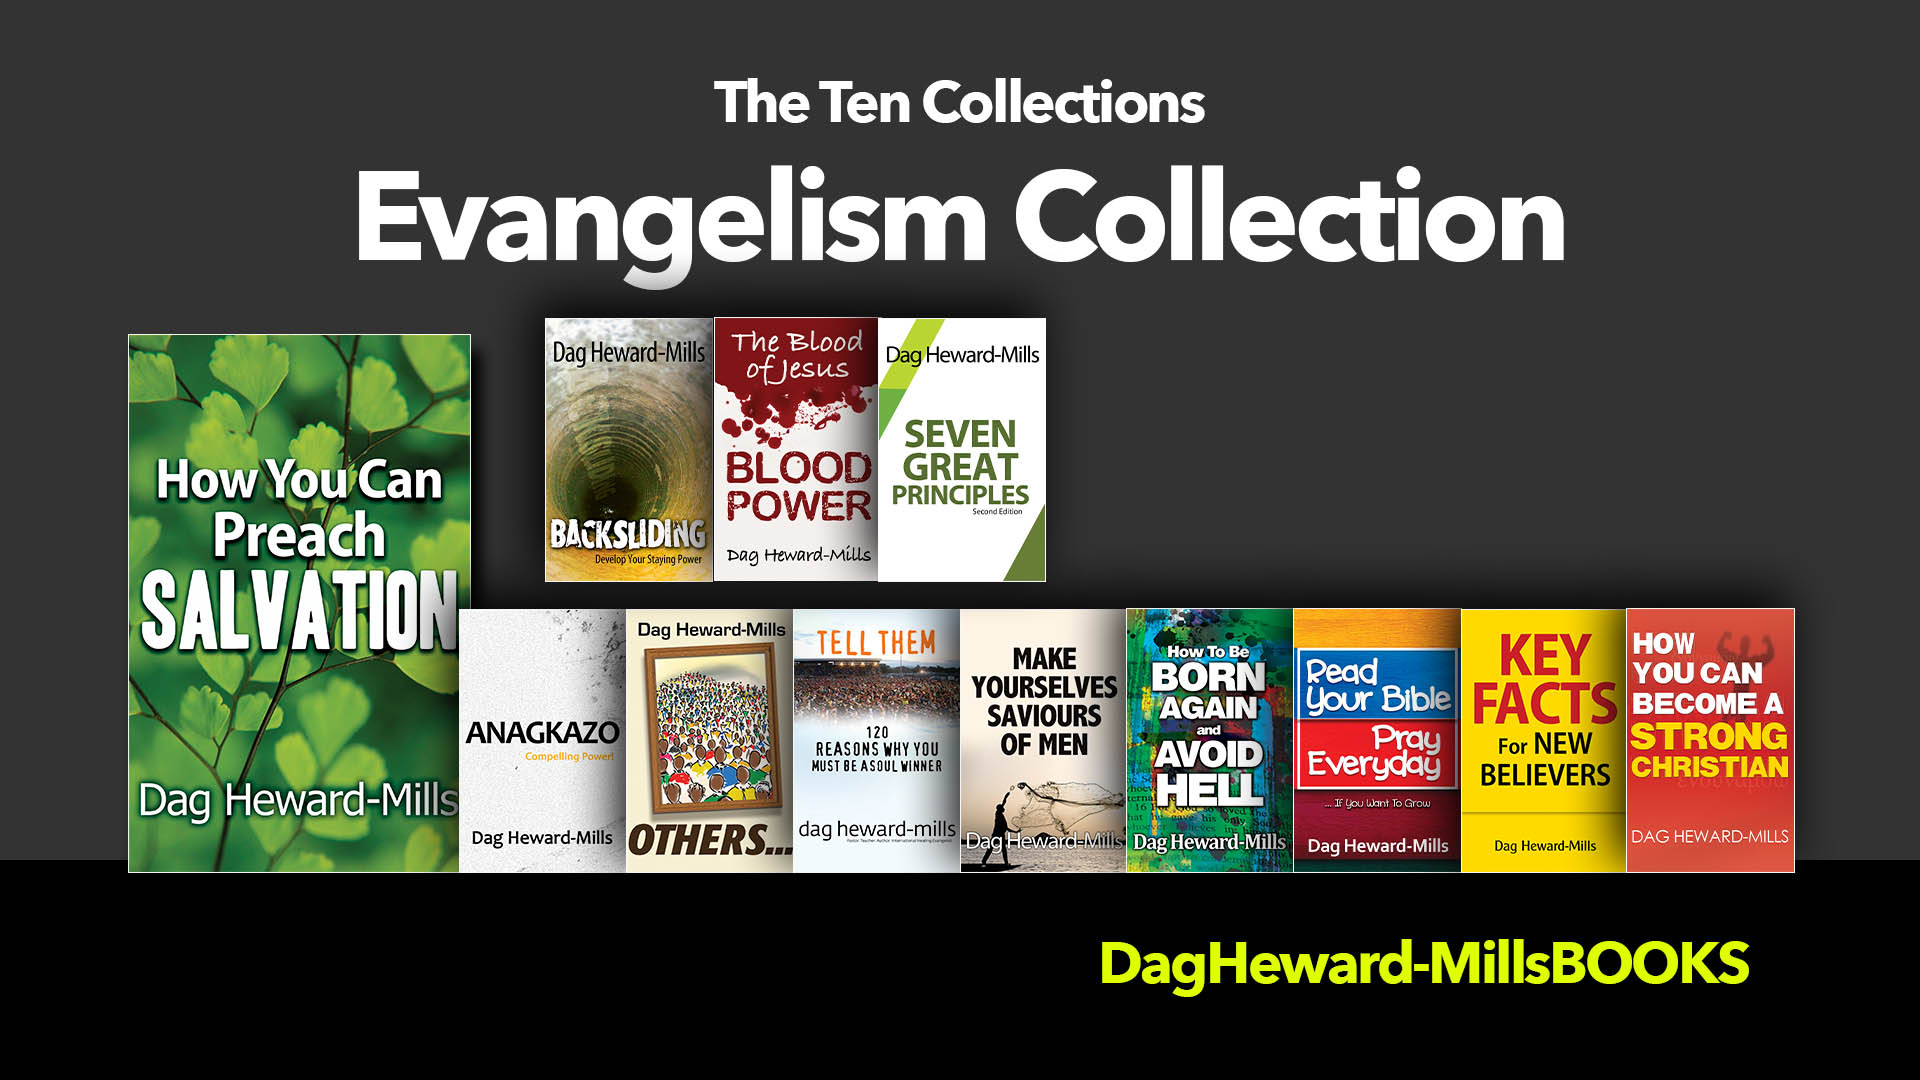 The Ten Collections
Evangelism Collection
How You Can
Preach
SALVATION
Dag Heward-Mills
Dag Heward-Mills
BACKSLIDING
Develop Your Staying Power
The Blood
of Jesus
BLOOD
POWER
Dag Heward-Mills
Dag Heward-Mills
SEVEN
GREAT
PRINCIPLES
Second Edition
ANAGKAZO
Compelling Power!
Dag Heward-Mills
Dag Heward-Mills
OTHERS...
TELL THEM
120
REASONS WHY YOU
MUST BE A SOUL WINNER
dag heward-mills
MAKE
YOURSELVES
SAVIOURS
OF MEN
Dag Heward-Mills
How To Be
BORN
AGAIN
and
AVOID
HELL
Dag Heward-Mills
Read
Your Bible
Pray
Everyday
... If You Want To Grow
Dag Heward-Mills
KEY
FACTS
For NEW
BELIEVERS
Dag Heward-Mills
HOW
YOU CAN
BECOME A
STRONG
CHRISTIAN
DAG HEWARD-MILLS
DagHeward-MillsBOOKS